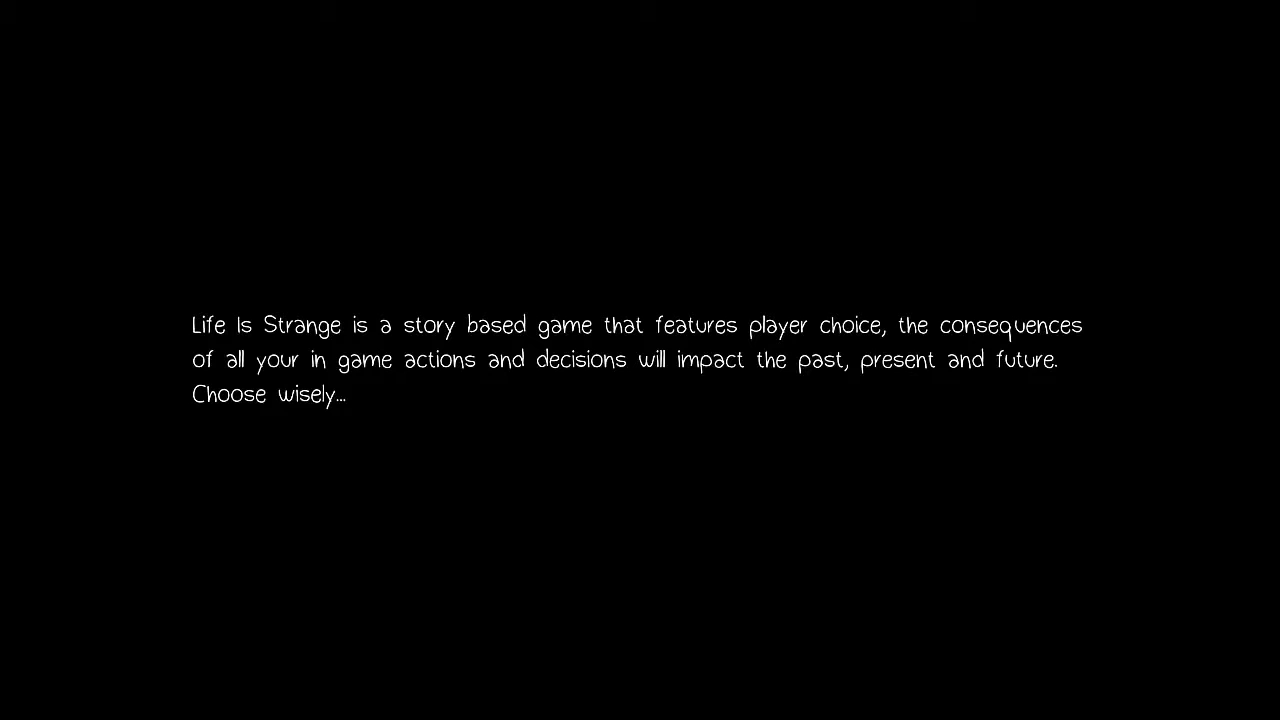 Life Is Strange is a story based game that features player choice, the consequences
of all your in game actions and decisions will impact the past, present and future.
Choose wisely...